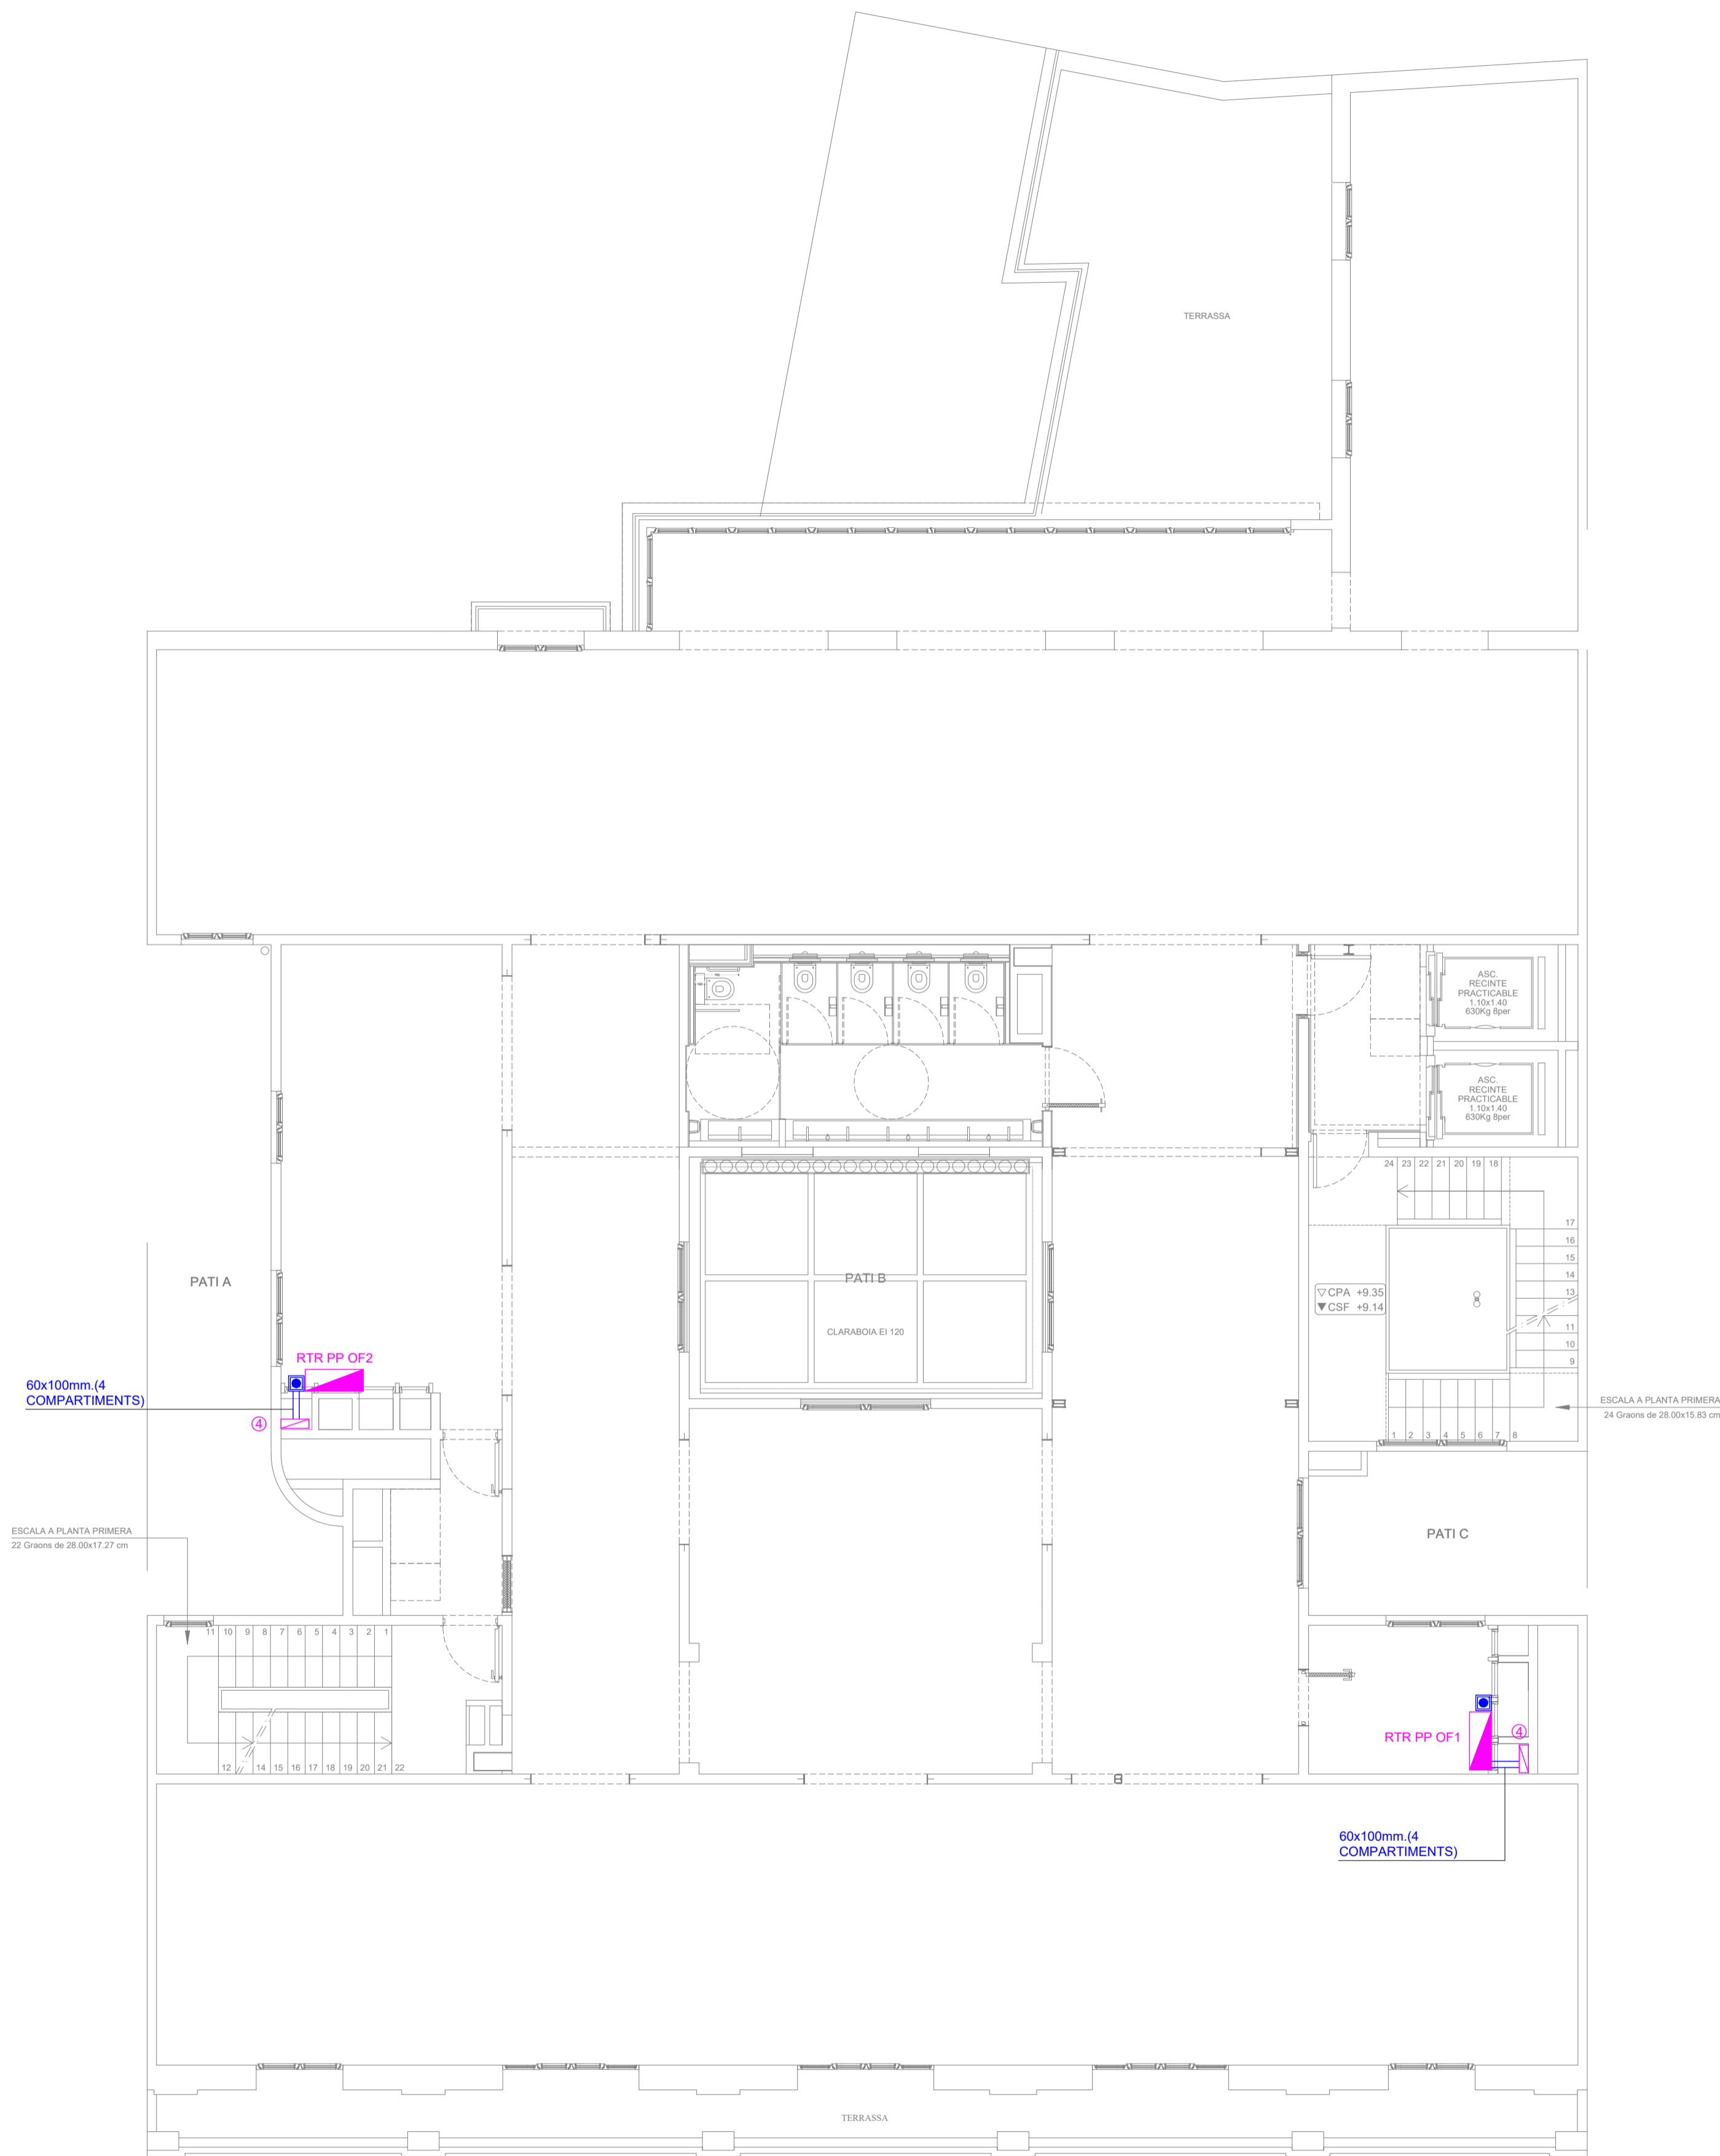 TERRASSA
ASC.
RECINTE
PRACTICABLE
1.10x1.40
630Kg 8per
ASC.
RECINTE
PRACTICABLE
1.10x1.40
630Kg 8per
24 23 22 21 20 19 18
17
16
15
14
13
11
10
9
PATI A
PATI B
CLARABOIA EI 120
CPA +9.35
CSF +9.14
RTR PP OF2
60x100mm.(4
COMPARTIMENTS)
4
ESCALA A PLANTA PRIMERA
24 Graons de 28.00x15.83 cm
1 2 3 4 5 6 7 8
ESCALA A PLANTA PRIMERA
22 Graons de 28.00x17.27 cm
PATI C
11 10 9 8 7 6 5 4 3 2 1
12 14 15 16 17 18 19 20 21 22
RTR PP OF1
4
60x100mm.(4
COMPARTIMENTS)
TERRASSA